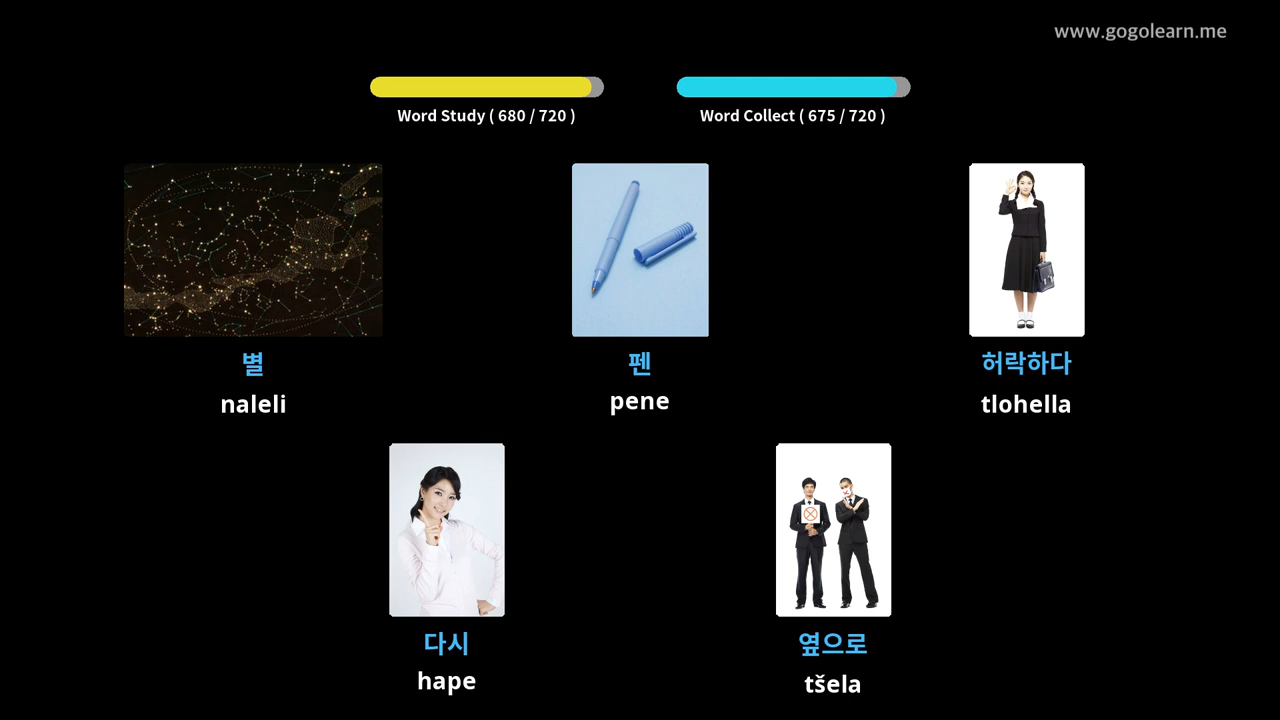 www.gogolearn.me
Word Study ( 680 / 720 )
Word Collect ( 675 / 720 )
별
naleli
펜
pene
허락하다
tlohella
다시
hape
옆으로
tšela